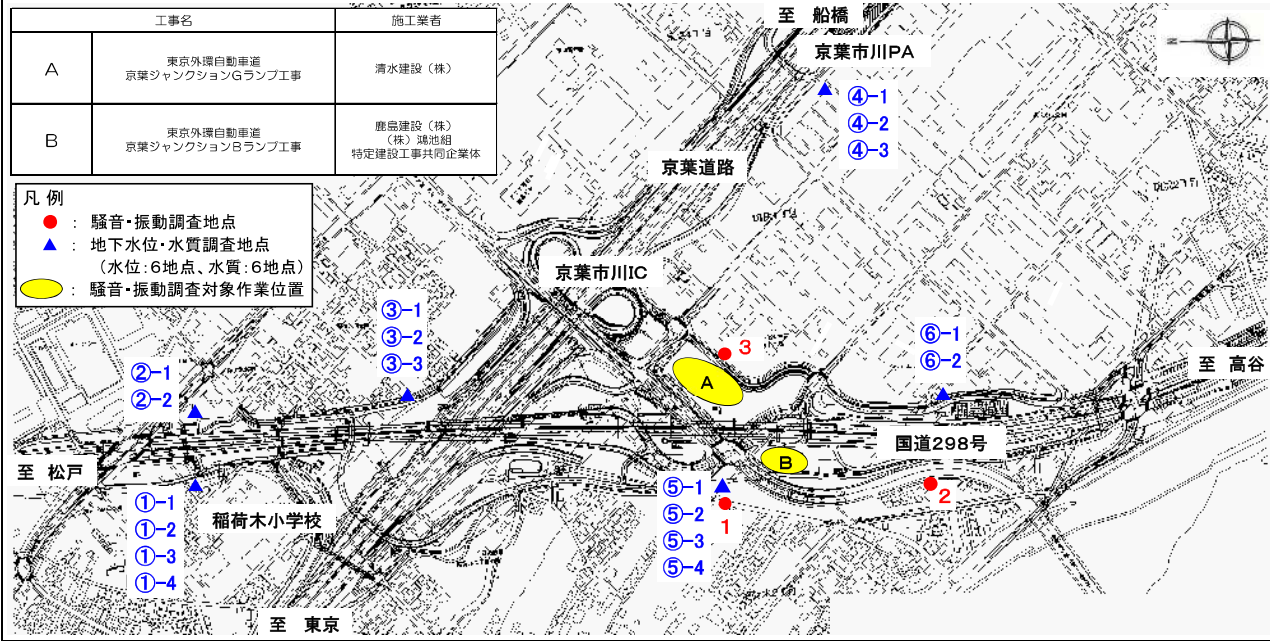 工事名 施工業者
A 東京外環自動車道
京葉ジャンクションGランプ工事 清水建設（株）
B 東京外環自動車道
京葉ジャンクションBランプ工事 鹿島建設（株）
（株）鴻池組
特定建設工事共同企業体
凡 例
： 騒音・振動調査地点
： 地下水位・水質調査地点
（水位：6地点、水質：6地点）
： 騒音・振動調査対象作業位置
至 船橋
京葉市川PA
N
④-1
④-2
④-3
京葉道路
京葉市川IC
③-1
③-2
③-3
②-1
②-2
3
A
⑥-1
⑥-2
至 高谷
国道298号
B
至 松戸
①-1
①-2
①-3
①-4
稲荷木小学校
⑤-1
⑤-2
⑤-3
⑤-4
1
2
至 東京